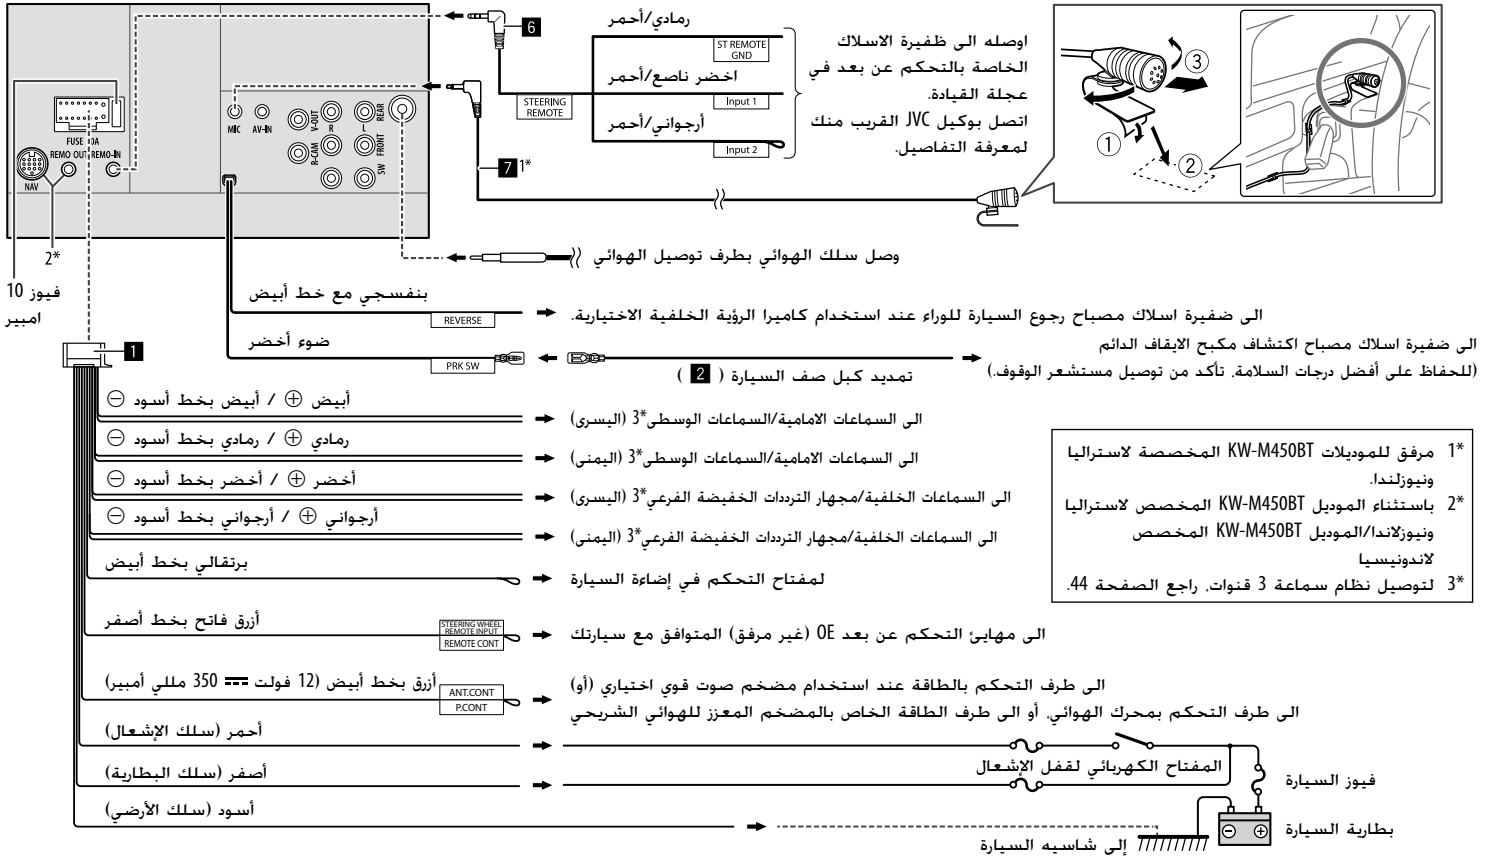 رمادي/أحمر
ST REMOTE
GND
اخضر ناصع/أحمر
Input 1
STEERING
REMOTE
أرجواني/أحمر
Input 2
6
7
1*
اوصله الى ظفيرة الاسلاك
الخاصة بالتحكم عن بعد في
عجلة القيادة.
اتصل بوكيل JVC القريب منك
لمعرفة التفاصيل.
③
①
②
MIC
AV-IN
V-OUT
R-CAM
R
L
REAR
FRONT
SW
FUSE 10A
REMO OUT
REMO-IN
NAV
2*
فيوز 10
امبير
وصل سلك الهوائي بطرف توصيل الهوائي
بنفسجي مع خط أبيض
REVERSE
الى ضفيرة اسلاك مصباح رجوع السيارة للوراء عند استخدام كاميرا الرؤية الخلفية الاختيارية.
ضوء أخضر
PRK SW
تمديد كبل صف السيارة ( 2 )
الى ضفيرة اسلاك مصباح اكتشاف مكبح الايقاف الدائم
(للحفاظ على أفضل درجات السلامة، تأكد من توصيل مستشعر الوقوف.)
1
أبيض ⊕ / أبيض بخط أسود ⊖
الى السماعات الامامية/السماعات الوسطى*3 (اليسرى)
رمادي ⊕ / رمادي بخط أسود ⊖
الى السماعات الامامية/السماعات الوسطى*3 (اليمنى)
أخضر ⊕ / أخضر بخط أسود ⊖
الى السماعات الخلفية/مجهار الترددات الخفيضة الفرعي*3 (اليسرى)
أرجواني ⊕ / أرجواني بخط أسود ⊖
الى السماعات الخلفية/مجهار الترددات الخفيضة الفرعي*3 (اليمنى)
برتقالي بخط أبيض
لمفتاح التحكم في إضاءة السيارة
أزرق فاتح بخط أصفر
STEERING WHEEL
REMOTE INPUT
REMOTE CONT
الى مهايئ التحكم عن بعد OE (غير مرفق) المتوافق مع سيارتك
أزرق بخط أبيض (12 فولت ⎓ 350 مللي أمبير)
ANT.CONT
P.CONT
الى طرف التحكم بالطاقة عند استخدام مضخم صوت قوي اختياري (أو)
الى طرف التحكم بمحرك الهوائي، أو الى طرف الطاقة الخاص بالمضخم المعزز للهوائي الشريحي
أحمر (سلك الإشعال)
المفتاح الكهربائي لقفل الإشعال
أصفر (سلك البطارية)
فيوز السيارة
أسود (سلك الأرضي)
إلى شاسيه السيارة
بطارية السيارة
⊖ ⊕
*1 مرفق للموديلات KW-M450BT المخصصة لاستراليا
ونيوزلندا.
*2 باستثناء الموديل KW-M450BT المخصص لاستراليا
ونيوزلاندا/الموديل KW-M450BT المخصص
لاندونيسيا
*3 لتوصيل نظام سماعة 3 قنوات، راجع الصفحة 44.